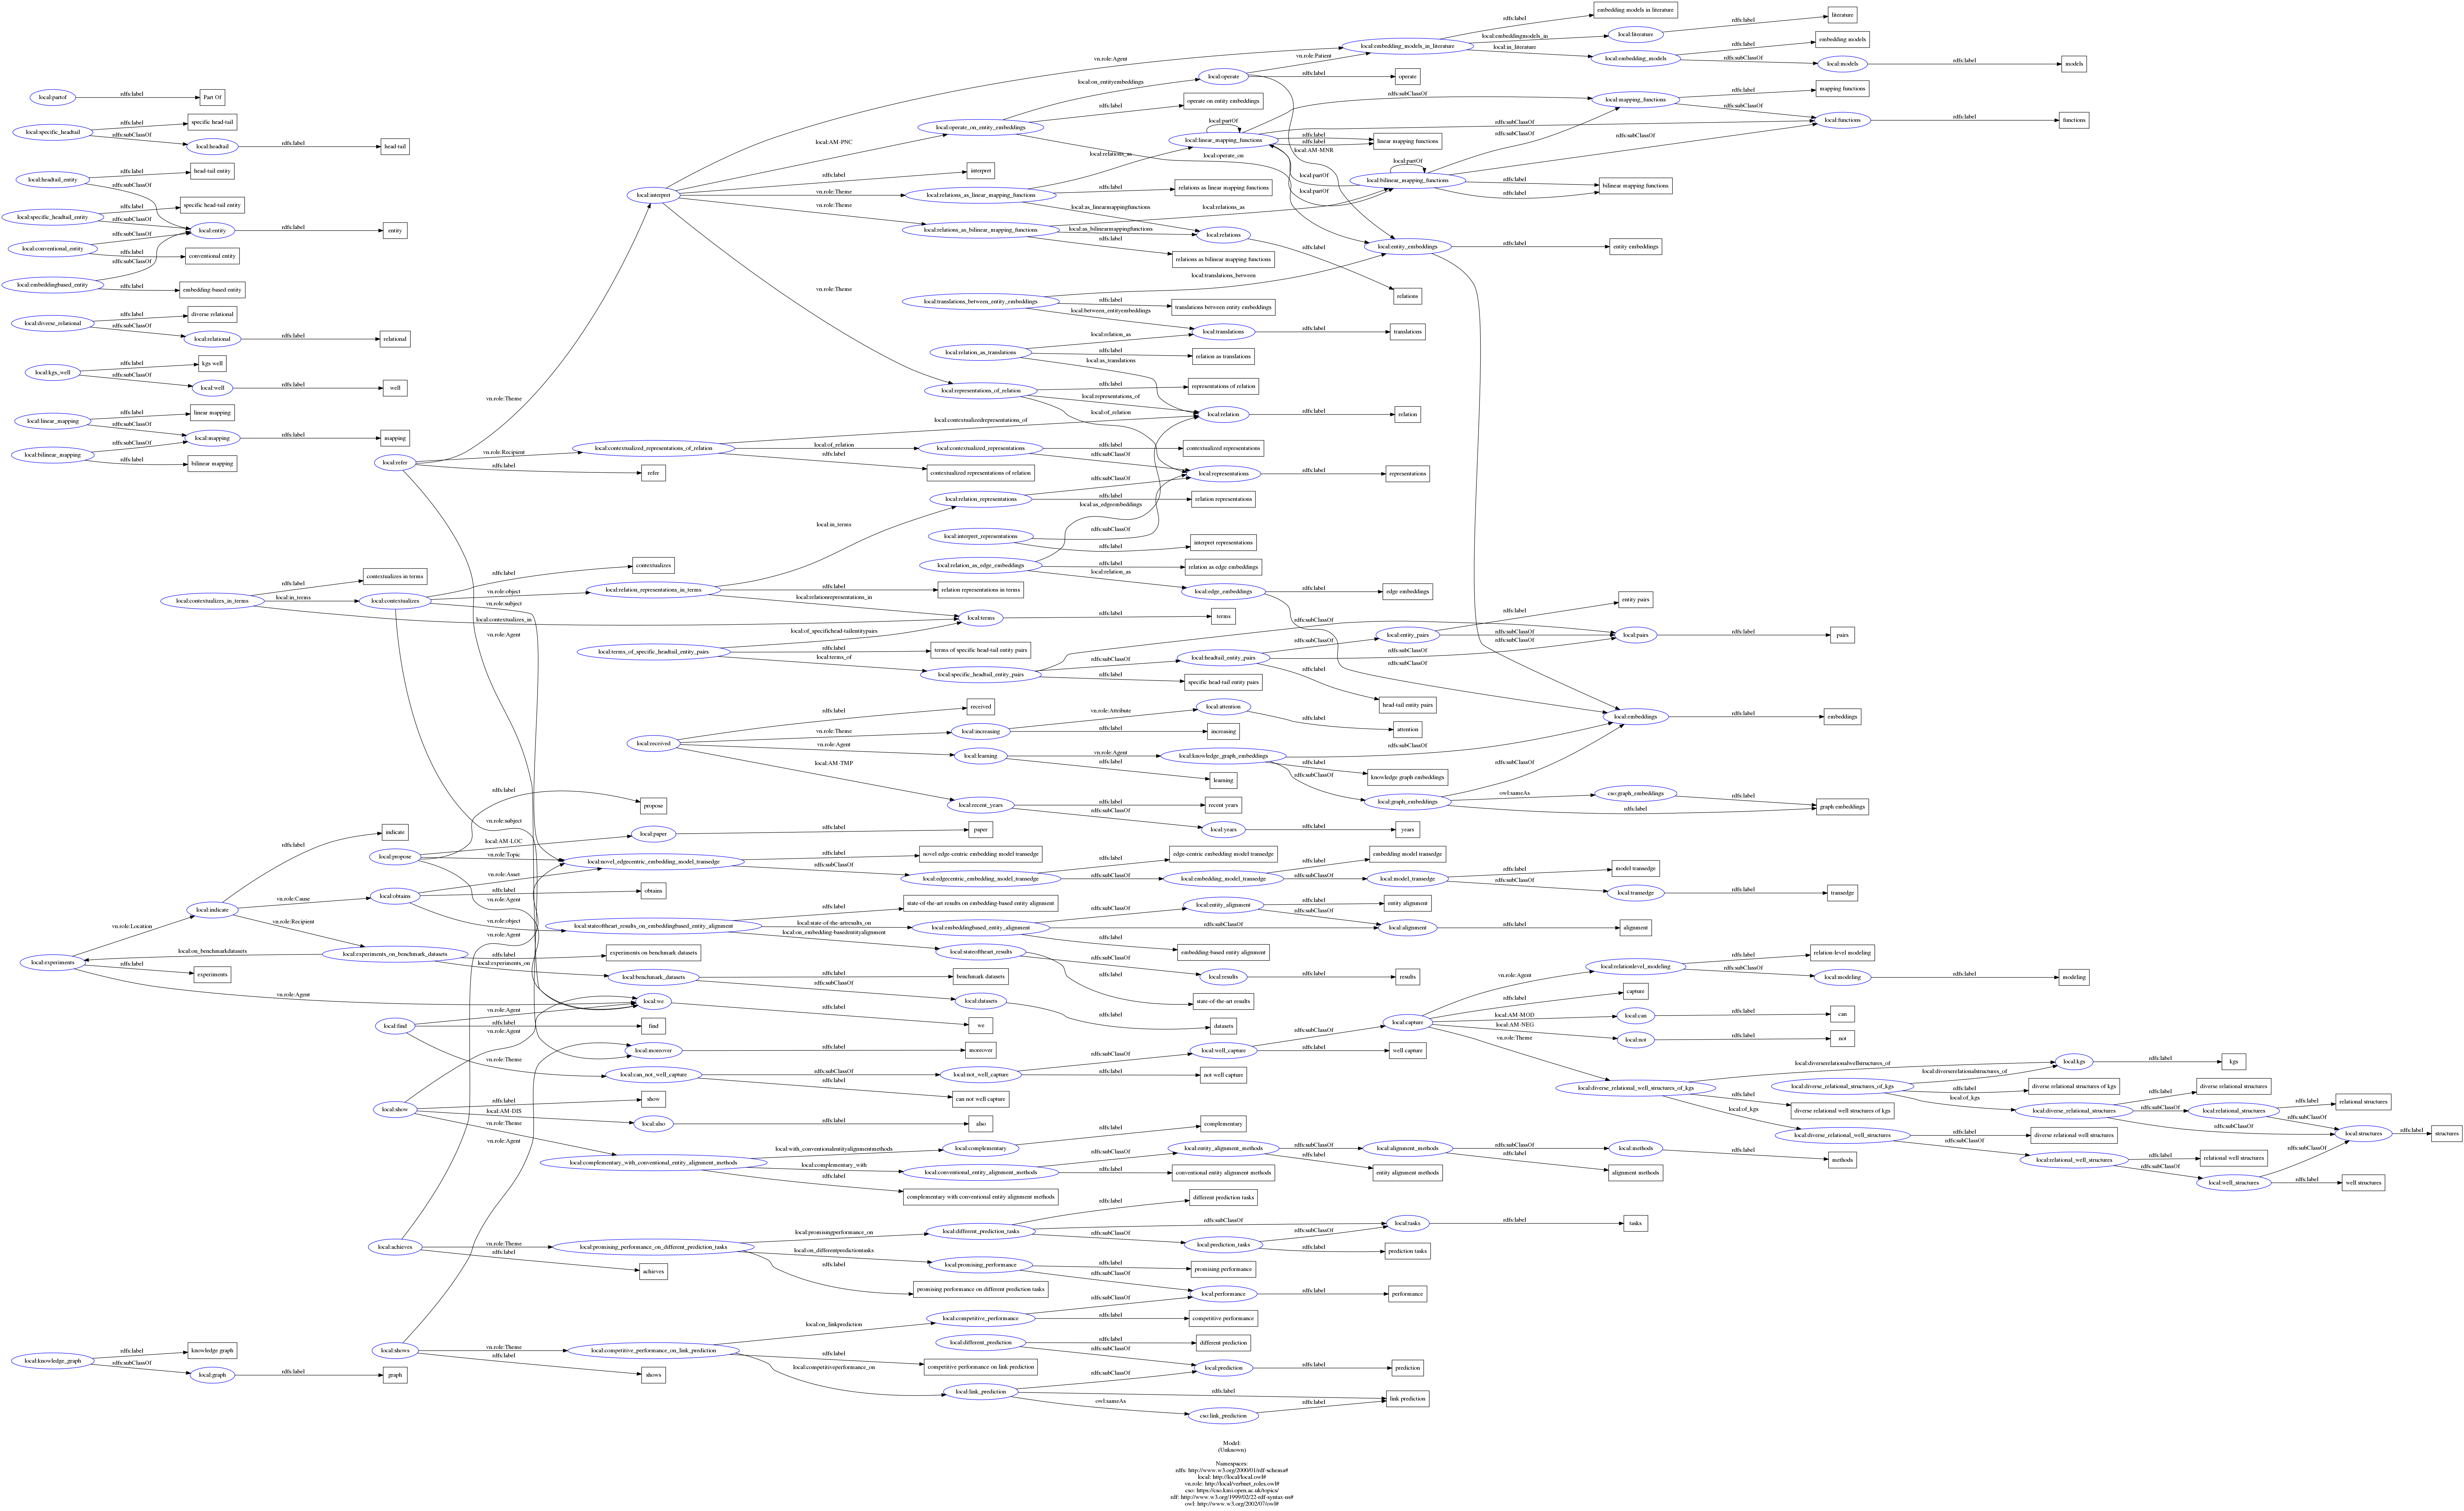 local:partof
rdfs:label
Part Of
local:specific_headtail
rdfs:label
specific head-tail
rdfs:subClassOf
local:headtail
rdfs:label
head-tail
local:headtail_entity
rdfs:label
head-tail entity
rdfs:subClassOf
local:specific_headtail_entity
rdfs:label
specific head-tail entity
rdfs:subClassOf
local:entity
rdfs:label
entity
local:conventional_entity
rdfs:subClassOf
rdfs:label
conventional entity
local:embeddingbased_entity
rdfs:subClassOf
rdfs:label
embedding-based entity
local:diverse_relational
rdfs:label
diverse relational
rdfs:subClassOf
local:relational
rdfs:label
relational
local:kgs_well
rdfs:label
kgs well
rdfs:subClassOf
local:well
rdfs:label
well
local:linear_mapping
rdfs:label
linear mapping
rdfs:subClassOf
local:mapping
rdfs:label
mapping
local:bilinear_mapping
rdfs:subClassOf
rdfs:label
bilinear mapping
local:refer
vn.role:Theme
vn.role:Recipient
rdfs:label
refer
vn.role:Agent
local:interpret
vn.role:Agent
local:AM-PNC
rdfs:label
interpret
vn.role:Theme
vn.role:Theme
vn.role:Theme
local:embedding_models_in_literature
rdfs:label
embedding models in literature
local:embeddingmodels_in
local:literature
rdfs:label
literature
local:in_literature
local:embedding_models
rdfs:label
embedding models
rdfs:subClassOf
local:models
rdfs:label
models
local:operate_on_entity_embeddings
local:on_entityembeddings
rdfs:label
operate on entity embeddings
local:operate_on
local:operate
vn.role:Patient
rdfs:label
operate
local:AM-MNR
local:linear_mapping_functions
local:partOf
rdfs:subClassOf
rdfs:subClassOf
rdfs:label
rdfs:label
linear mapping functions
local:partOf
local:mapping_functions
rdfs:label
mapping functions
rdfs:subClassOf
local:functions
rdfs:label
functions
local:bilinear_mapping_functions
local:partOf
local:partOf
rdfs:subClassOf
rdfs:subClassOf
rdfs:label
rdfs:label
bilinear mapping functions
local:relations_as_linear_mapping_functions
local:relations_as
rdfs:label
relations as linear mapping functions
local:as_linearmappingfunctions
local:relations_as_bilinear_mapping_functions
local:relations_as
local:as_bilinearmappingfunctions
rdfs:label
relations as bilinear mapping functions
local:relations
rdfs:label
relations
local:entity_embeddings
rdfs:label
entity embeddings
rdfs:subClassOf
local:translations_between_entity_embeddings
local:translations_between
rdfs:label
translations between entity embeddings
local:between_entityembeddings
local:translations
rdfs:label
translations
local:relation_as_translations
local:relation_as
rdfs:label
relation as translations
local:as_translations
local:representations_of_relation
rdfs:label
representations of relation
local:representations_of
local:of_relation
local:relation
rdfs:label
relation
local:contextualized_representations_of_relation
local:contextualizedrepresentations_of
local:of_relation
rdfs:label
contextualized representations of relation
local:contextualized_representations
rdfs:label
contextualized representations
rdfs:subClassOf
local:representations
rdfs:label
representations
local:relation_representations
rdfs:subClassOf
rdfs:label
relation representations
local:interpret_representations
rdfs:subClassOf
rdfs:label
interpret representations
local:relation_as_edge_embeddings
local:as_edgeembeddings
rdfs:label
relation as edge embeddings
local:relation_as
local:edge_embeddings
rdfs:label
edge embeddings
rdfs:subClassOf
local:contextualizes_in_terms
rdfs:label
contextualizes in terms
local:in_terms
local:contextualizes_in
local:contextualizes
rdfs:label
contextualizes
vn.role:object
vn.role:subject
vn.role:subject
local:relation_representations_in_terms
local:in_terms
rdfs:label
relation representations in terms
local:relationrepresentations_in
local:terms
rdfs:label
terms
local:terms_of_specific_headtail_entity_pairs
local:of_specifichead-tailentitypairs
rdfs:label
terms of specific head-tail entity pairs
local:terms_of
local:specific_headtail_entity_pairs
rdfs:subClassOf
rdfs:subClassOf
rdfs:label
specific head-tail entity pairs
local:headtail_entity_pairs
rdfs:subClassOf
rdfs:subClassOf
rdfs:label
head-tail entity pairs
local:entity_pairs
rdfs:label
entity pairs
rdfs:subClassOf
local:pairs
rdfs:label
pairs
local:received
rdfs:label
received
vn.role:Theme
vn.role:Agent
local:AM-TMP
local:increasing
vn.role:Attribute
local:attention
rdfs:label
attention
rdfs:label
increasing
local:learning
vn.role:Agent
rdfs:label
learning
local:knowledge_graph_embeddings
rdfs:subClassOf
rdfs:label
knowledge graph embeddings
rdfs:subClassOf
local:embeddings
rdfs:label
embeddings
local:graph_embeddings
rdfs:subClassOf
owl:sameAs
cso:graph_embeddings
rdfs:label
rdfs:label
graph embeddings
local:recent_years
rdfs:label
recent years
rdfs:subClassOf
local:years
rdfs:label
years
local:propose
rdfs:label
propose
local:AM-LOC
local:paper
rdfs:label
paper
vn.role:Topic
vn.role:Agent
local:novel_edgecentric_embedding_model_transedge
rdfs:label
novel edge-centric embedding model transedge
rdfs:subClassOf
local:edgecentric_embedding_model_transedge
rdfs:label
edge-centric embedding model transedge
rdfs:subClassOf
local:embedding_model_transedge
rdfs:label
embedding model transedge
rdfs:subClassOf
local:model_transedge
rdfs:label
model transedge
rdfs:subClassOf
local:transedge
rdfs:label
transedge
local:experiments
vn.role:Location
rdfs:label
experiments
vn.role:Agent
local:indicate
rdfs:label
indicate
vn.role:Cause
vn.role:Recipient
local:obtains
vn.role:Asset
rdfs:label
obtains
vn.role:object
local:stateoftheart_results_on_embeddingbased_entity_alignment
rdfs:label
state-of-the-art results on embedding-based entity alignment
local:state-of-the-artresults_on
local:on_embedding-basedentityalignment
local:embeddingbased_entity_alignment
rdfs:subClassOf
rdfs:subClassOf
rdfs:label
embedding-based entity alignment
local:entity_alignment
rdfs:label
entity alignment
rdfs:subClassOf
local:alignment
rdfs:label
alignment
local:stateoftheart_results
rdfs:subClassOf
rdfs:label
state-of-the-art results
local:results
rdfs:label
results
local:experiments_on_benchmark_datasets
local:on_benchmarkdatasets
rdfs:label
experiments on benchmark datasets
local:experiments_on
local:benchmark_datasets
rdfs:label
benchmark datasets
rdfs:subClassOf
local:datasets
rdfs:label
datasets
local:we
rdfs:label
we
local:find
vn.role:Agent
rdfs:label
find
vn.role:Theme
local:moreover
rdfs:label
moreover
local:can_not_well_capture
rdfs:subClassOf
rdfs:label
can not well capture
local:not_well_capture
rdfs:subClassOf
rdfs:label
not well capture
local:well_capture
rdfs:subClassOf
rdfs:label
well capture
local:capture
vn.role:Agent
local:relationlevel_modeling
rdfs:label
relation-level modeling
rdfs:subClassOf
local:modeling
rdfs:label
modeling
rdfs:label
capture
local:AM-MOD
local:can
rdfs:label
can
local:AM-NEG
local:not
rdfs:label
not
vn.role:Theme
local:diverse_relational_well_structures_of_kgs
local:diverserelationalwellstructures_of
rdfs:label
diverse relational well structures of kgs
local:of_kgs
local:kgs
rdfs:label
kgs
local:diverse_relational_structures_of_kgs
local:diverserelationalstructures_of
rdfs:label
diverse relational structures of kgs
local:of_kgs
local:diverse_relational_structures
rdfs:label
diverse relational structures
rdfs:subClassOf
rdfs:subClassOf
local:relational_structures
rdfs:label
relational structures
rdfs:subClassOf
local:structures
rdfs:label
structures
local:diverse_relational_well_structures
rdfs:label
diverse relational well structures
rdfs:subClassOf
local:relational_well_structures
rdfs:label
relational well structures
rdfs:subClassOf
local:well_structures
rdfs:subClassOf
rdfs:label
well structures
local:show
vn.role:Agent
rdfs:label
show
local:AM-DIS
local:also
rdfs:label
also
vn.role:Theme
local:complementary_with_conventional_entity_alignment_methods
local:with_conventionalentityalignmentmethods
local:complementary
rdfs:label
complementary
local:complementary_with
rdfs:label
complementary with conventional entity alignment methods
local:conventional_entity_alignment_methods
rdfs:subClassOf
rdfs:label
conventional entity alignment methods
local:entity_alignment_methods
rdfs:subClassOf
rdfs:label
entity alignment methods
local:alignment_methods
rdfs:subClassOf
rdfs:label
alignment methods
local:methods
rdfs:label
methods
local:achieves
vn.role:Agent
vn.role:Theme
rdfs:label
achieves
local:promising_performance_on_different_prediction_tasks
local:promisingperformance_on
local:on_differentpredictiontasks
rdfs:label
promising performance on different prediction tasks
local:different_prediction_tasks
rdfs:label
different prediction tasks
rdfs:subClassOf
rdfs:subClassOf
local:prediction_tasks
rdfs:subClassOf
rdfs:label
prediction tasks
local:tasks
rdfs:label
tasks
local:promising_performance
rdfs:label
promising performance
rdfs:subClassOf
local:performance
rdfs:label
performance
local:shows
vn.role:Agent
vn.role:Theme
rdfs:label
shows
local:competitive_performance_on_link_prediction
local:on_linkprediction
rdfs:label
competitive performance on link prediction
local:competitiveperformance_on
local:competitive_performance
rdfs:subClassOf
rdfs:label
competitive performance
local:different_prediction
rdfs:label
different prediction
rdfs:subClassOf
local:prediction
rdfs:label
prediction
local:link_prediction
rdfs:subClassOf
rdfs:label
link prediction
owl:sameAs
cso:link_prediction
rdfs:label
local:knowledge_graph
rdfs:label
knowledge graph
rdfs:subClassOf
local:graph
rdfs:label
graph
Model:
(Unknown)
Namespaces:
rdfs: http://www.w3.org/2000/01/rdf-schema#
local: http://local/local.owl#
vn.role: http://local/verbnet_roles.owl#
cso: https://cso.kmi.open.ac.uk/topics/
rdf: http://www.w3.org/1999/02/22-rdf-syntax-ns#
owl: http://www.w3.org/2002/07/owl#